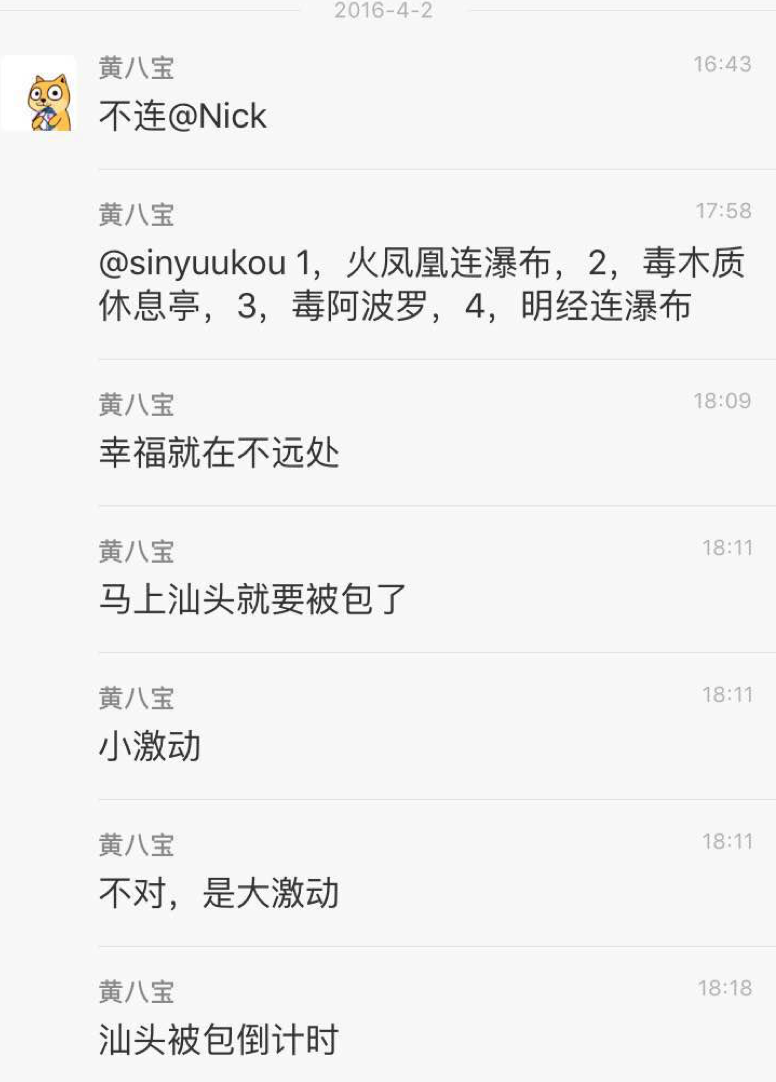 2016-4-2
黄八宝 16:43
不连@Nick
黄八宝 17:58
@sinyuukou 1，火凤凰连瀑布，2，毒木质
休息亭，3，毒阿波罗，4，明经连瀑布
黄八宝 18:09
幸福就在不远处
黄八宝 18:11
马上汕头就要被包了
黄八宝 18:11
小激动
黄八宝 18:11
不对，是大激动
黄八宝 18:18
汕头被包倒计时